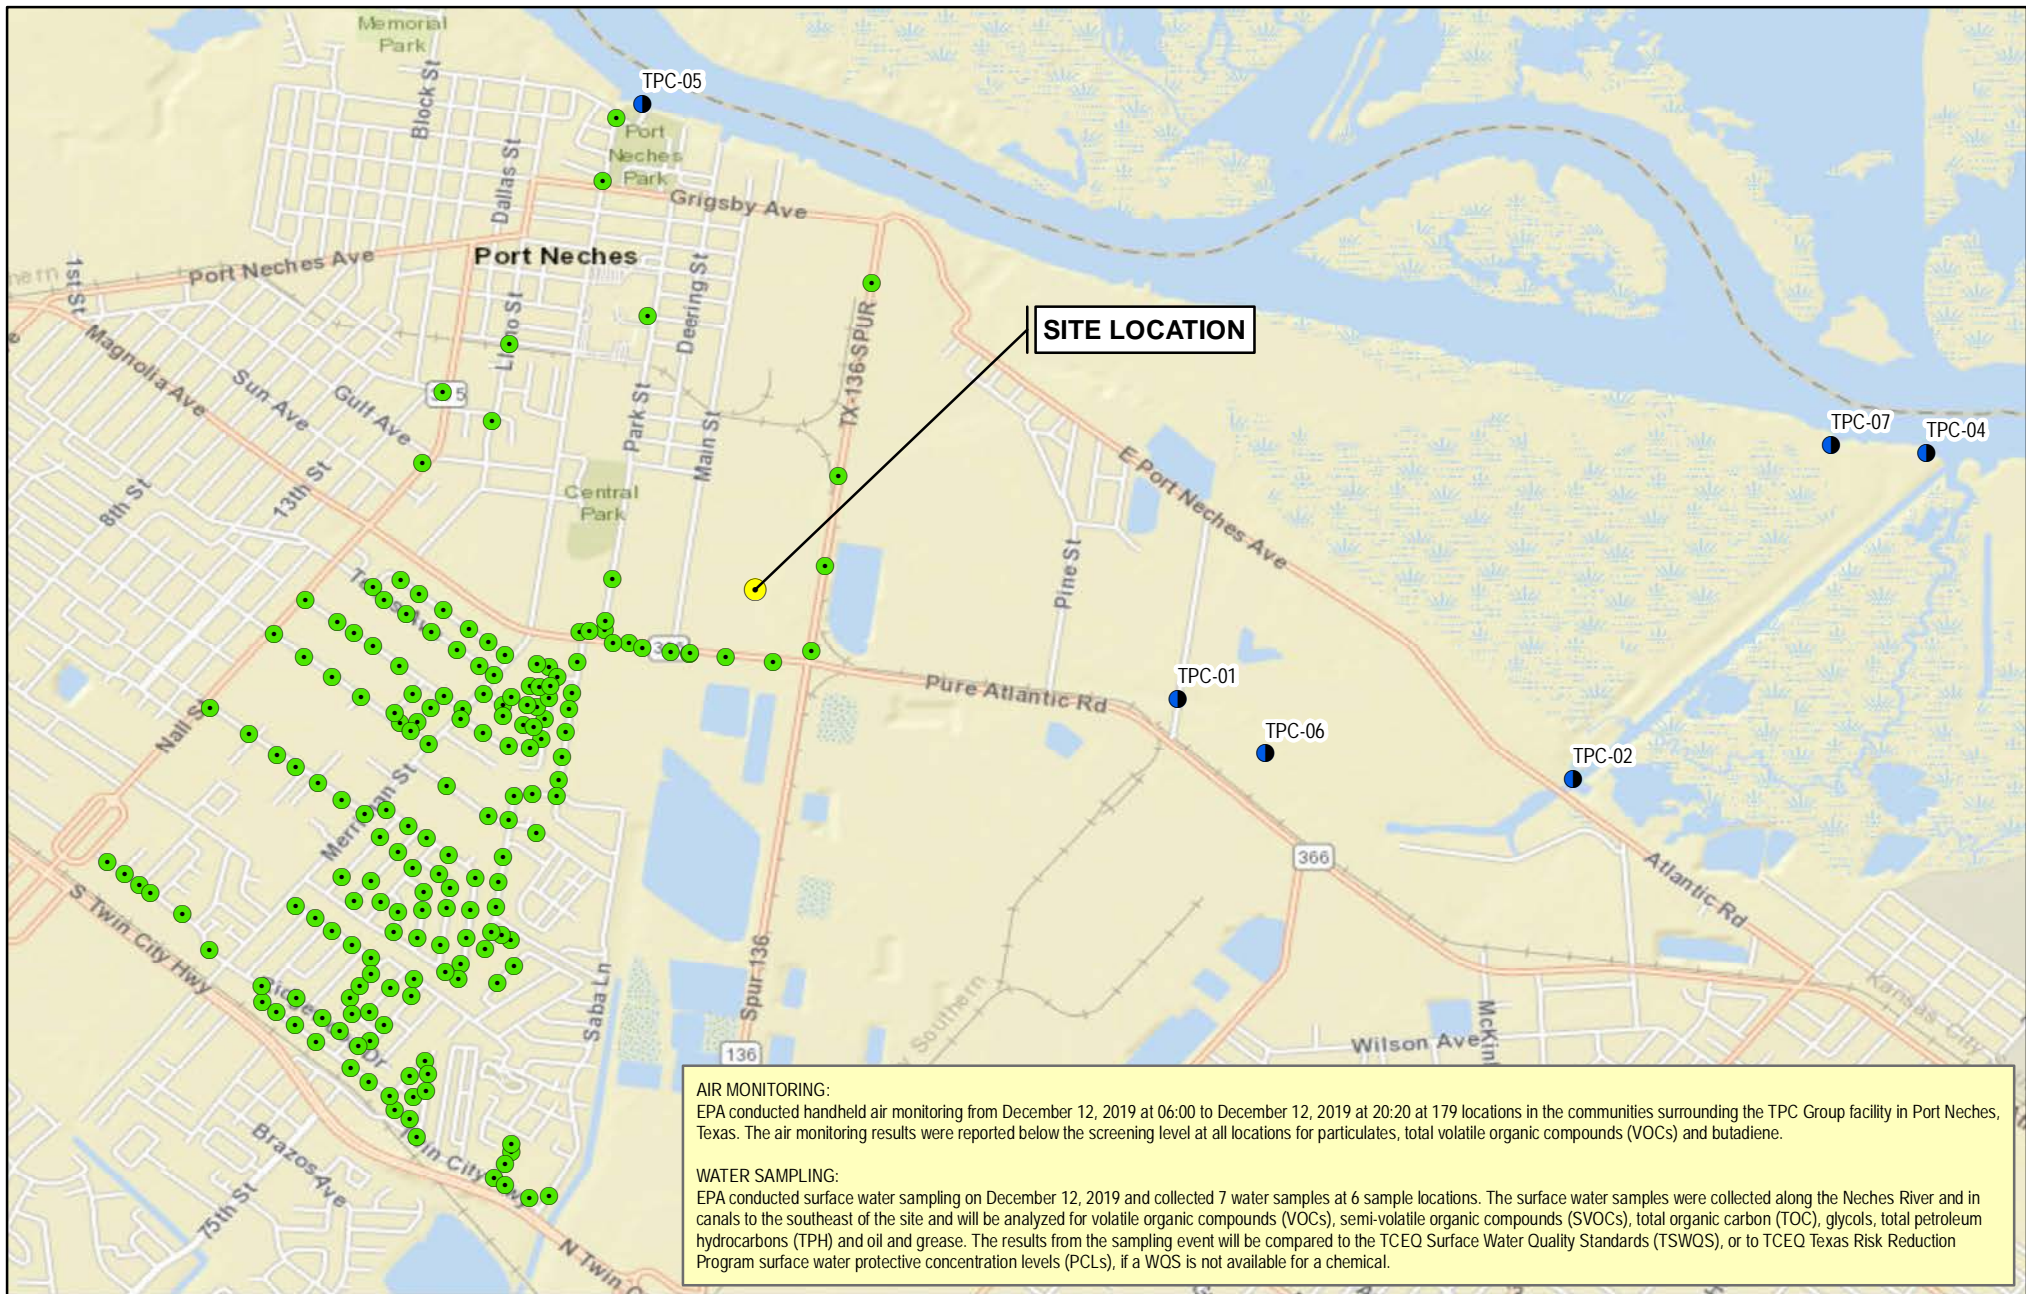 Memorial
Park
TPC-05
Block St
Port
Neches
Park
Dallas St
Grigsby Ave
Port Neches
Port Neches Ave
1st St
Deering St
SITE LOCATION
TX-136-SPUR
Magnolia Ave
Sun Ave
Gulf Ave
Park St
Main St
TPC-07
TPC-04
E Port Neches Ave
13th St
8th St
Central
Park
Pine St
TPC-01
Pure Atlantic Rd
TPC-06
TPC-02
Nall St
366
Atlantic Rd
S Twin City Hwy
Saba Ln
Spur 136
Southern
Kansas City
136
Wilson Ave
Brazos Ave
75th St
AIR MONITORING:
EPA conducted handheld air monitoring from December 12, 2019 at 06:00 to December 12, 2019 at 20:20 at 179 locations in the communities surrounding the TPC Group facility in Port Neches,
Texas. The air monitoring results were reported below the screening level at all locations for particulates, total volatile organic compounds (VOCs) and butadiene.
WATER SAMPLING:
EPA conducted surface water sampling on December 12, 2019 and collected 7 water samples at 6 sample locations. The surface water samples were collected along the Neches River and in
canals to the southeast of the site and will be analyzed for volatile organic compounds (VOCs), semi-volatile organic compounds (SVOCs), total organic carbon (TOC), glycols, total petroleum
hydrocarbons (TPH) and oil and grease. The results from the sampling event will be compared to the TCEQ Surface Water Quality Standards (TSWQS), or to TCEQ Texas Risk Reduction
Program surface water protective concentration levels (PCLs), if a WQS is not available for a chemical.